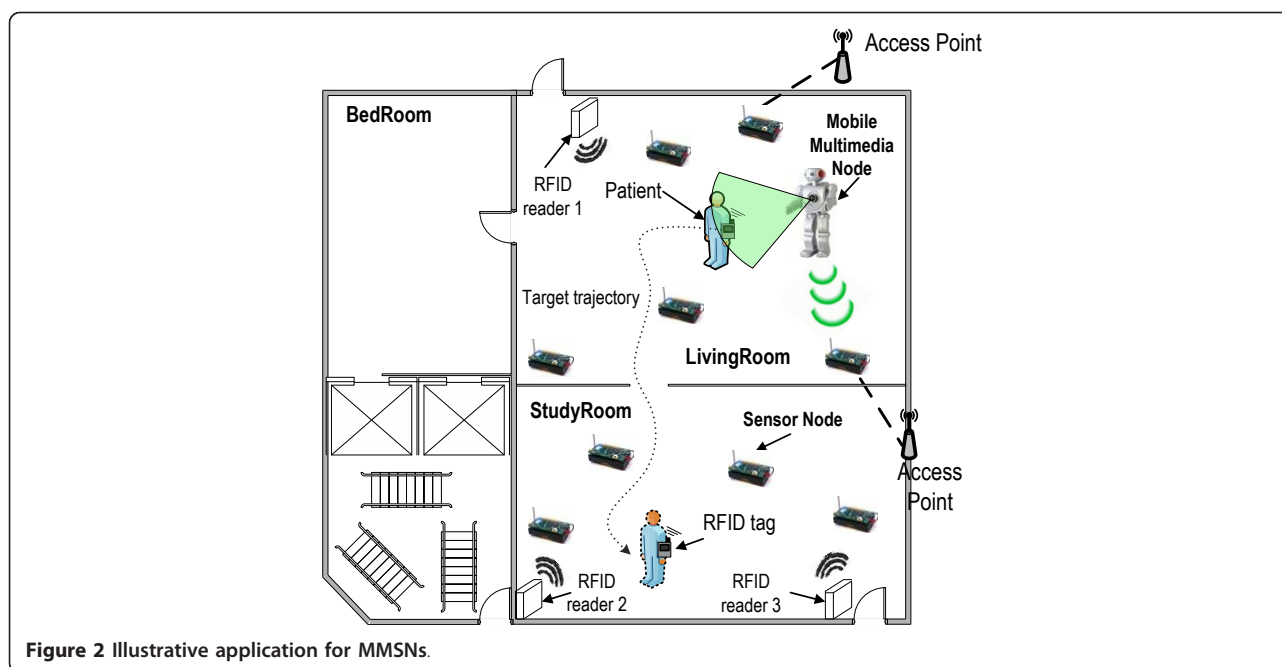 Access Point
BedRoom
Mobile
Multimedia
Node
RFID
reader 1
Patient
Target trajectory
LivingRoom
StudyRoom
Sensor Node
Access
Point
RFID tag
RFID
reader 2
RFID
reader 3
Figure 2 Illustrative application for MMSNs.